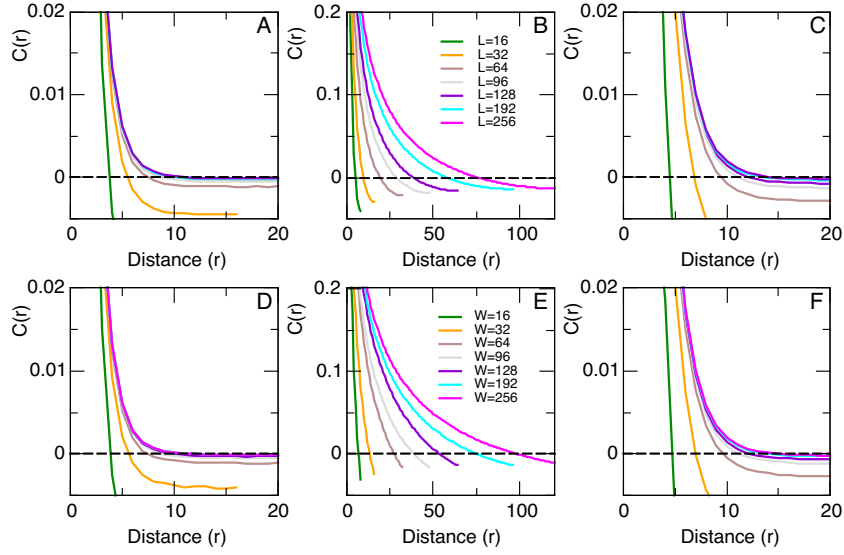 A
B
C
C(r)
0.02
0.01
0
0
10
20
Distance (r)
C(r)
0.2
0.1
0
0
50
100
Distance (r)
L=16
L=32
L=64
L=96
L=128
L=192
L=256
C(r)
0.02
0.01
0
0
10
20
Distance (r)
D
E
F
C(r)
0.02
0.01
0
0
10
20
Distance (r)
C(r)
0.2
0.1
0
0
50
100
Distance (r)
W=16
W=32
W=64
W=96
W=128
W=192
W=256
C(r)
0.02
0.01
0
0
10
20
Distance (r)